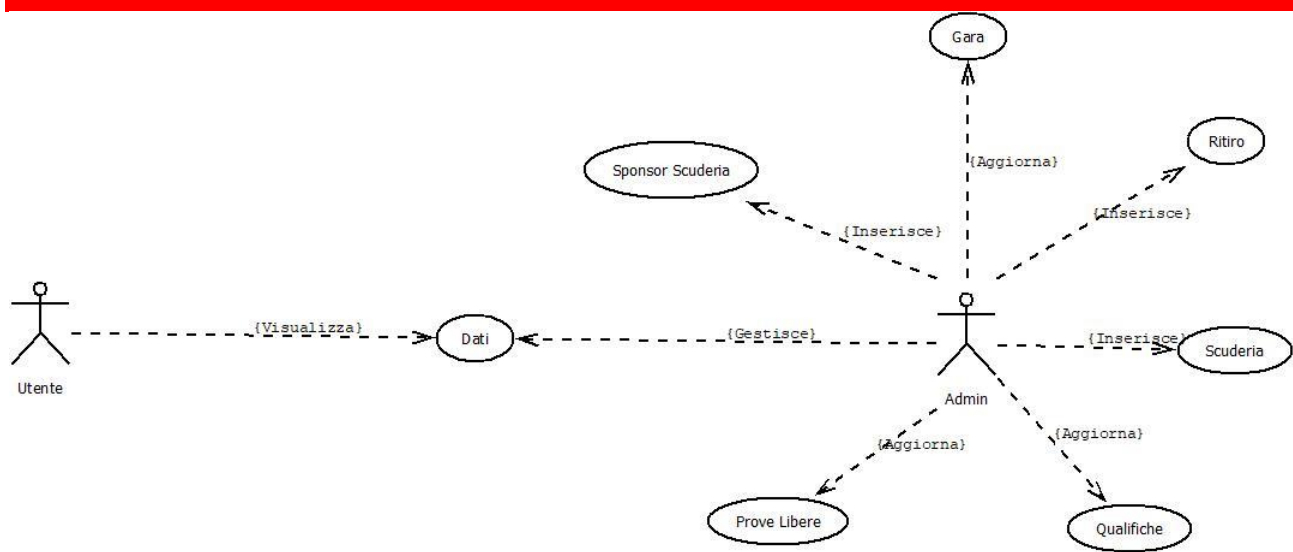 Gara
Ritiro
{Aggiorna}
Sponsor Scuderia
{Inserisce}
{Inserisce}
{Visualizza}
Dati
{Gestisce}
{Inserisce}
Scuderia
Utente
Admin
{Aggiorna}
{Aggiorna}
Prove Libere
Qualifiche